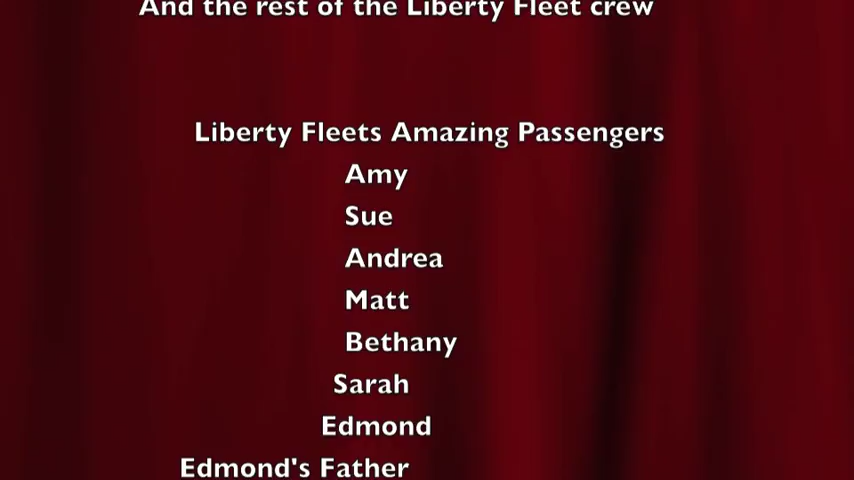 And the rest of the Liberty Fleet crew
Liberty Fleets Amazing Passengers
Amy
Sue
Andrea
Matt
Bethany
Sarah
Edmond
Edmond's Father